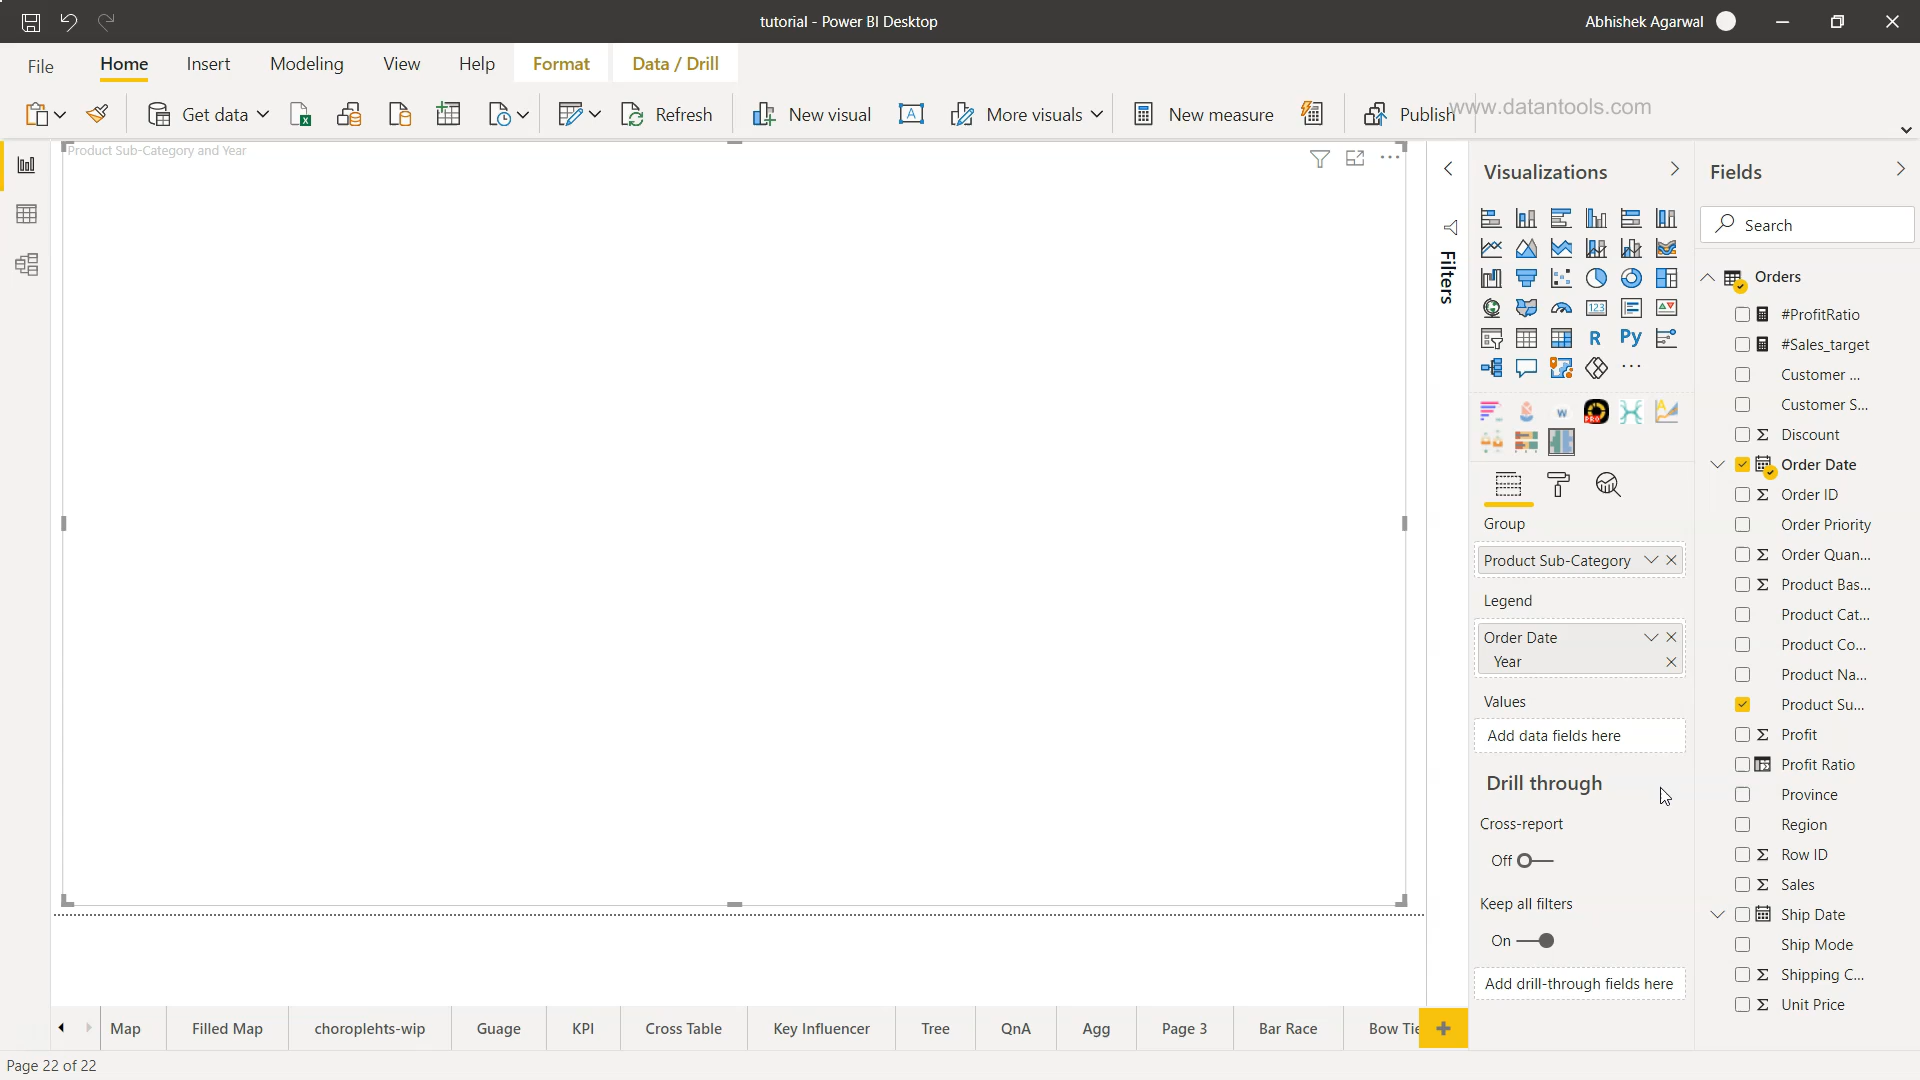 tutorial - Power BI Desktop
Abhishek Agarwal
File
Home
Insert
Modeling
View
Help
Format
Data / Drill
Get data
Refresh
New visual
More visuals
New measure
Publish
www.datantools.com
Product Sub-Category and Year
Filters
Visualizations
R
Py
W
PRO
123
Group
Product Sub-Category
Legend
Order Date
Year
Values
Add data fields here
Drill through
Cross-report
Off
Keep all filters
On
Add drill-through fields here
Fields
Search
Orders
#ProfitRatio
#Sales_target
Customer ...
Customer S...
Σ Discount
Order Date
Σ Order ID
Order Priority
Σ Order Quan...
Σ Product Bas...
Product Cat...
Product Co...
Product Na...
Product Su...
Σ Profit
Profit Ratio
Province
Region
Σ Row ID
Σ Sales
Ship Date
Ship Mode
Σ Shipping C...
Σ Unit Price
Map
Filled Map
choroplehts-wip
Guage
KPI
Cross Table
Key Influencer
Tree
QnA
Agg
Page 3
Bar Race
Bow Tie
Page 22 of 22